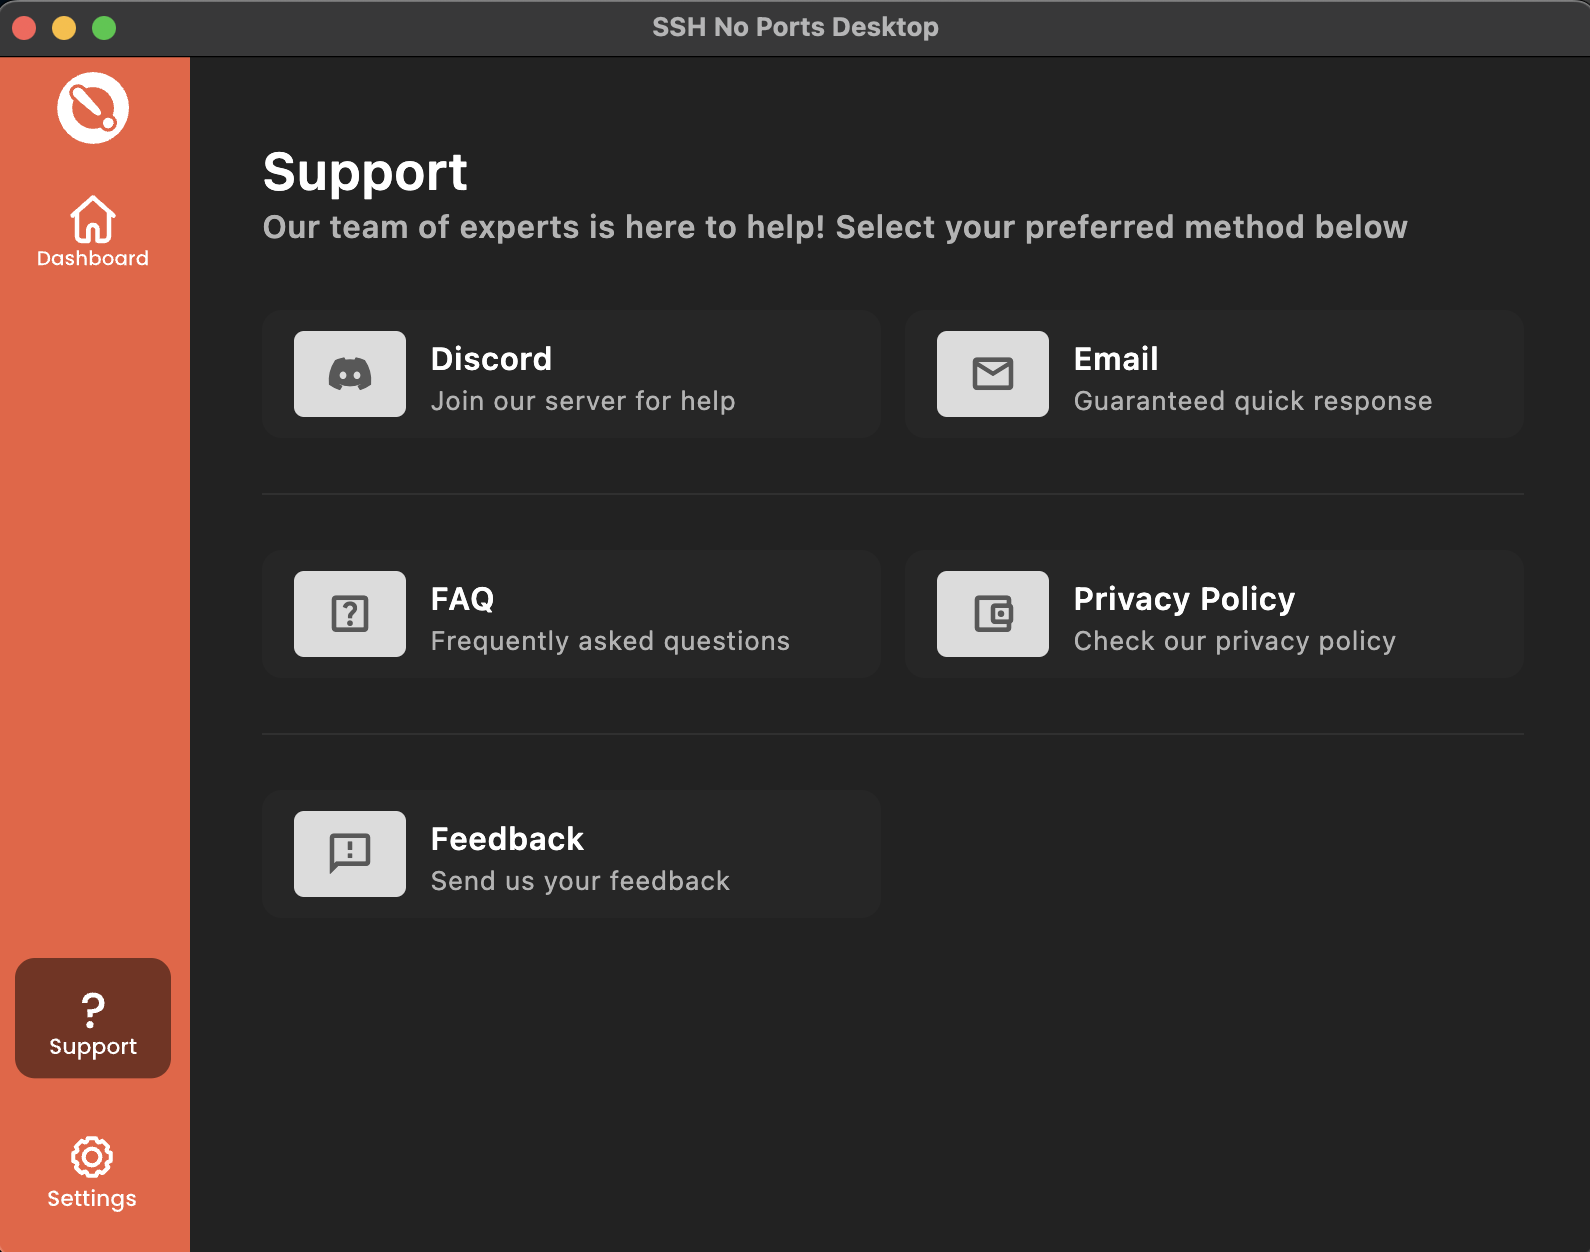 SSH No Ports Desktop
Dashboard
Support
Our team of experts is here to help! Select your preferred method below
Discord
Join our server for help
Email
Guaranteed quick response
FAQ
Frequently asked questions
Privacy Policy
Check our privacy policy
Feedback
Send us your feedback
?
Support
Settings